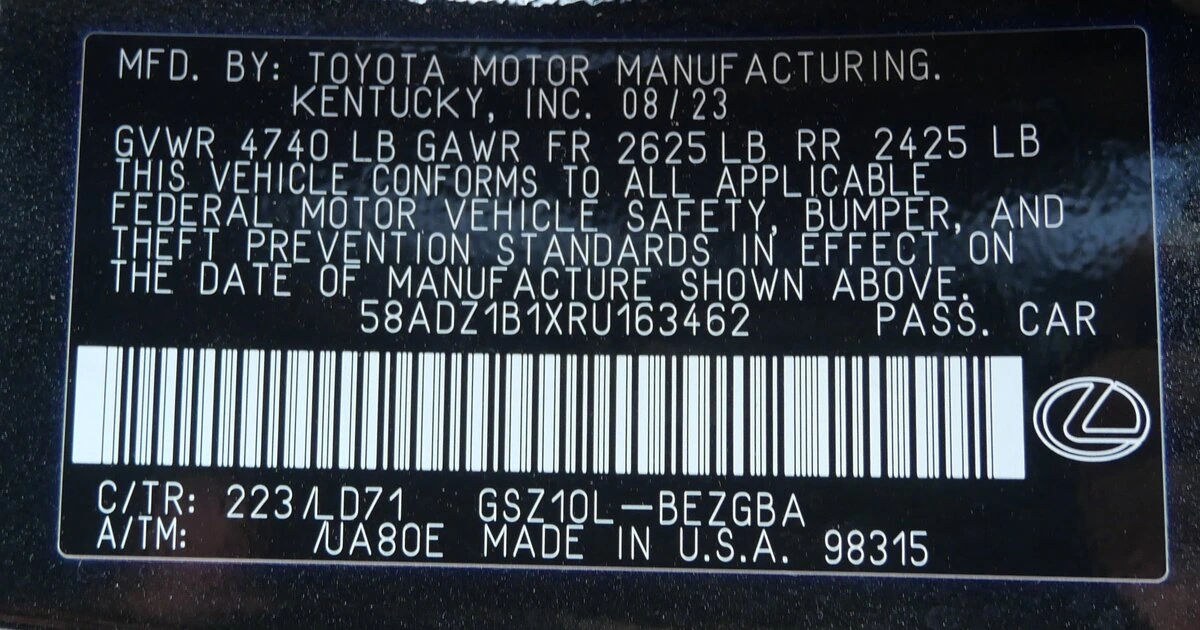 MFD. BY: TOYOTA MOTOR MANUFACTURING.
KENTUCKY, INC. 08/23
GVWR 4740 LB GAWR FR 2625 LB RR 2425 LB
THIS VEHICLE CONFORMS TO ALL APPLICABLE
FEDERAL MOTOR VEHICLE SAFETY, BUMPER, AND
THEFT PREVENTION STANDARDS IN EFFECT ON
THE DATE OF MANUFACTURE SHOWN ABOVE.
58ADZ1B1XRU163462 PASS. CAR
C/TR: 223/LD71 GSZ10L-BEZGBA
A/TM: /UA80E MADE IN U.S.A. 98315